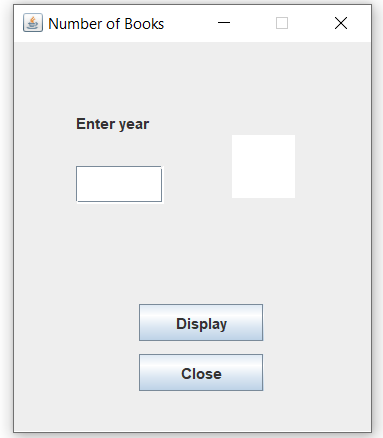 Number of Books
Enter year
Display
Close